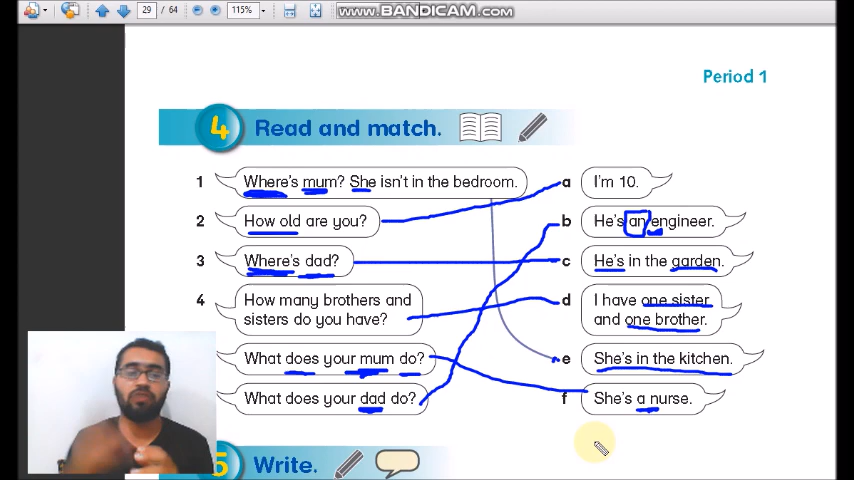 29 / 64
115%
www.BANDICAM.com
Period 1
4 Read and match.
1 Where's mum? She isn't in the bedroom.
a I'm 10.
2 How old are you?
b He's an engineer.
3 Where's dad?
c He's in the garden.
4 How many brothers and
sisters do you have?
d I have one sister
and one brother.
What does your mum do?
e She's in the kitchen.
What does your dad do?
f She's a nurse.
5 Write.